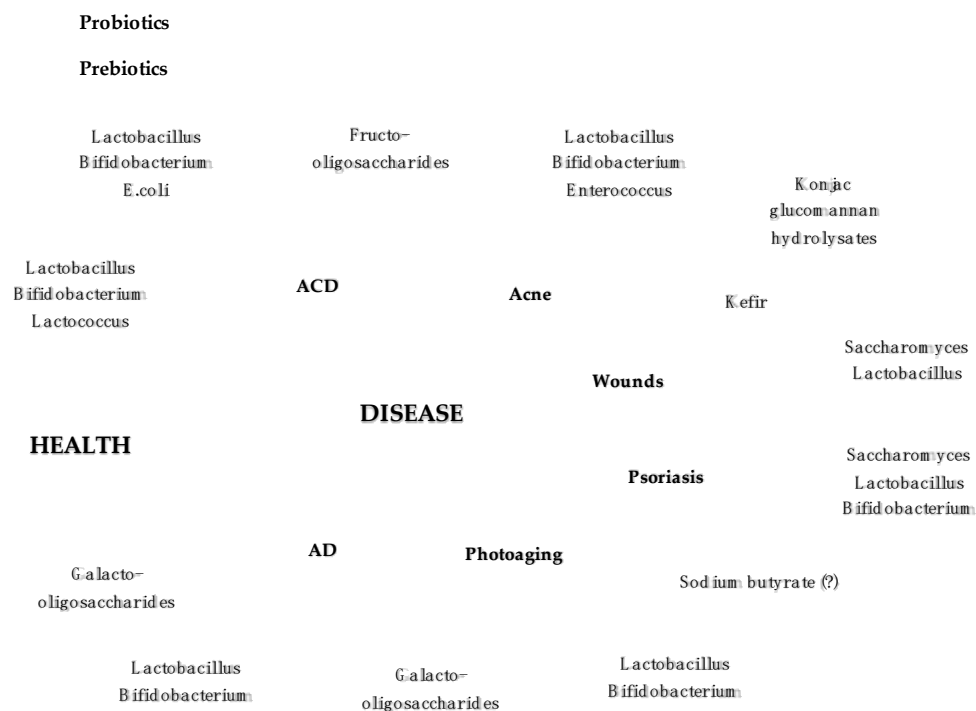 Probiotics
Prebiotics
Lactobacillus
Bifidobacterium
E.coli
Fructo-
oligosaccharides
Lactobacillus
Bifidobacterium
Enterococcus
Konjac
glucomannan
hydrolysates
Lactobacillus
Bifidobacterium
Lactococcus
ACD
Acne
Kefir
Saccharomyces
Lactobacillus
Wounds
DISEASE
HEALTH
Psoriasis
Saccharomyces
Lactobacillus
Bifidobacterium
AD
Photoaging
Galacto-
oligosaccharides
Sodium butyrate (?)
Lactobacillus
Bifidobacterium
Galacto-
oligosaccharides
Lactobacillus
Bifidobacterium